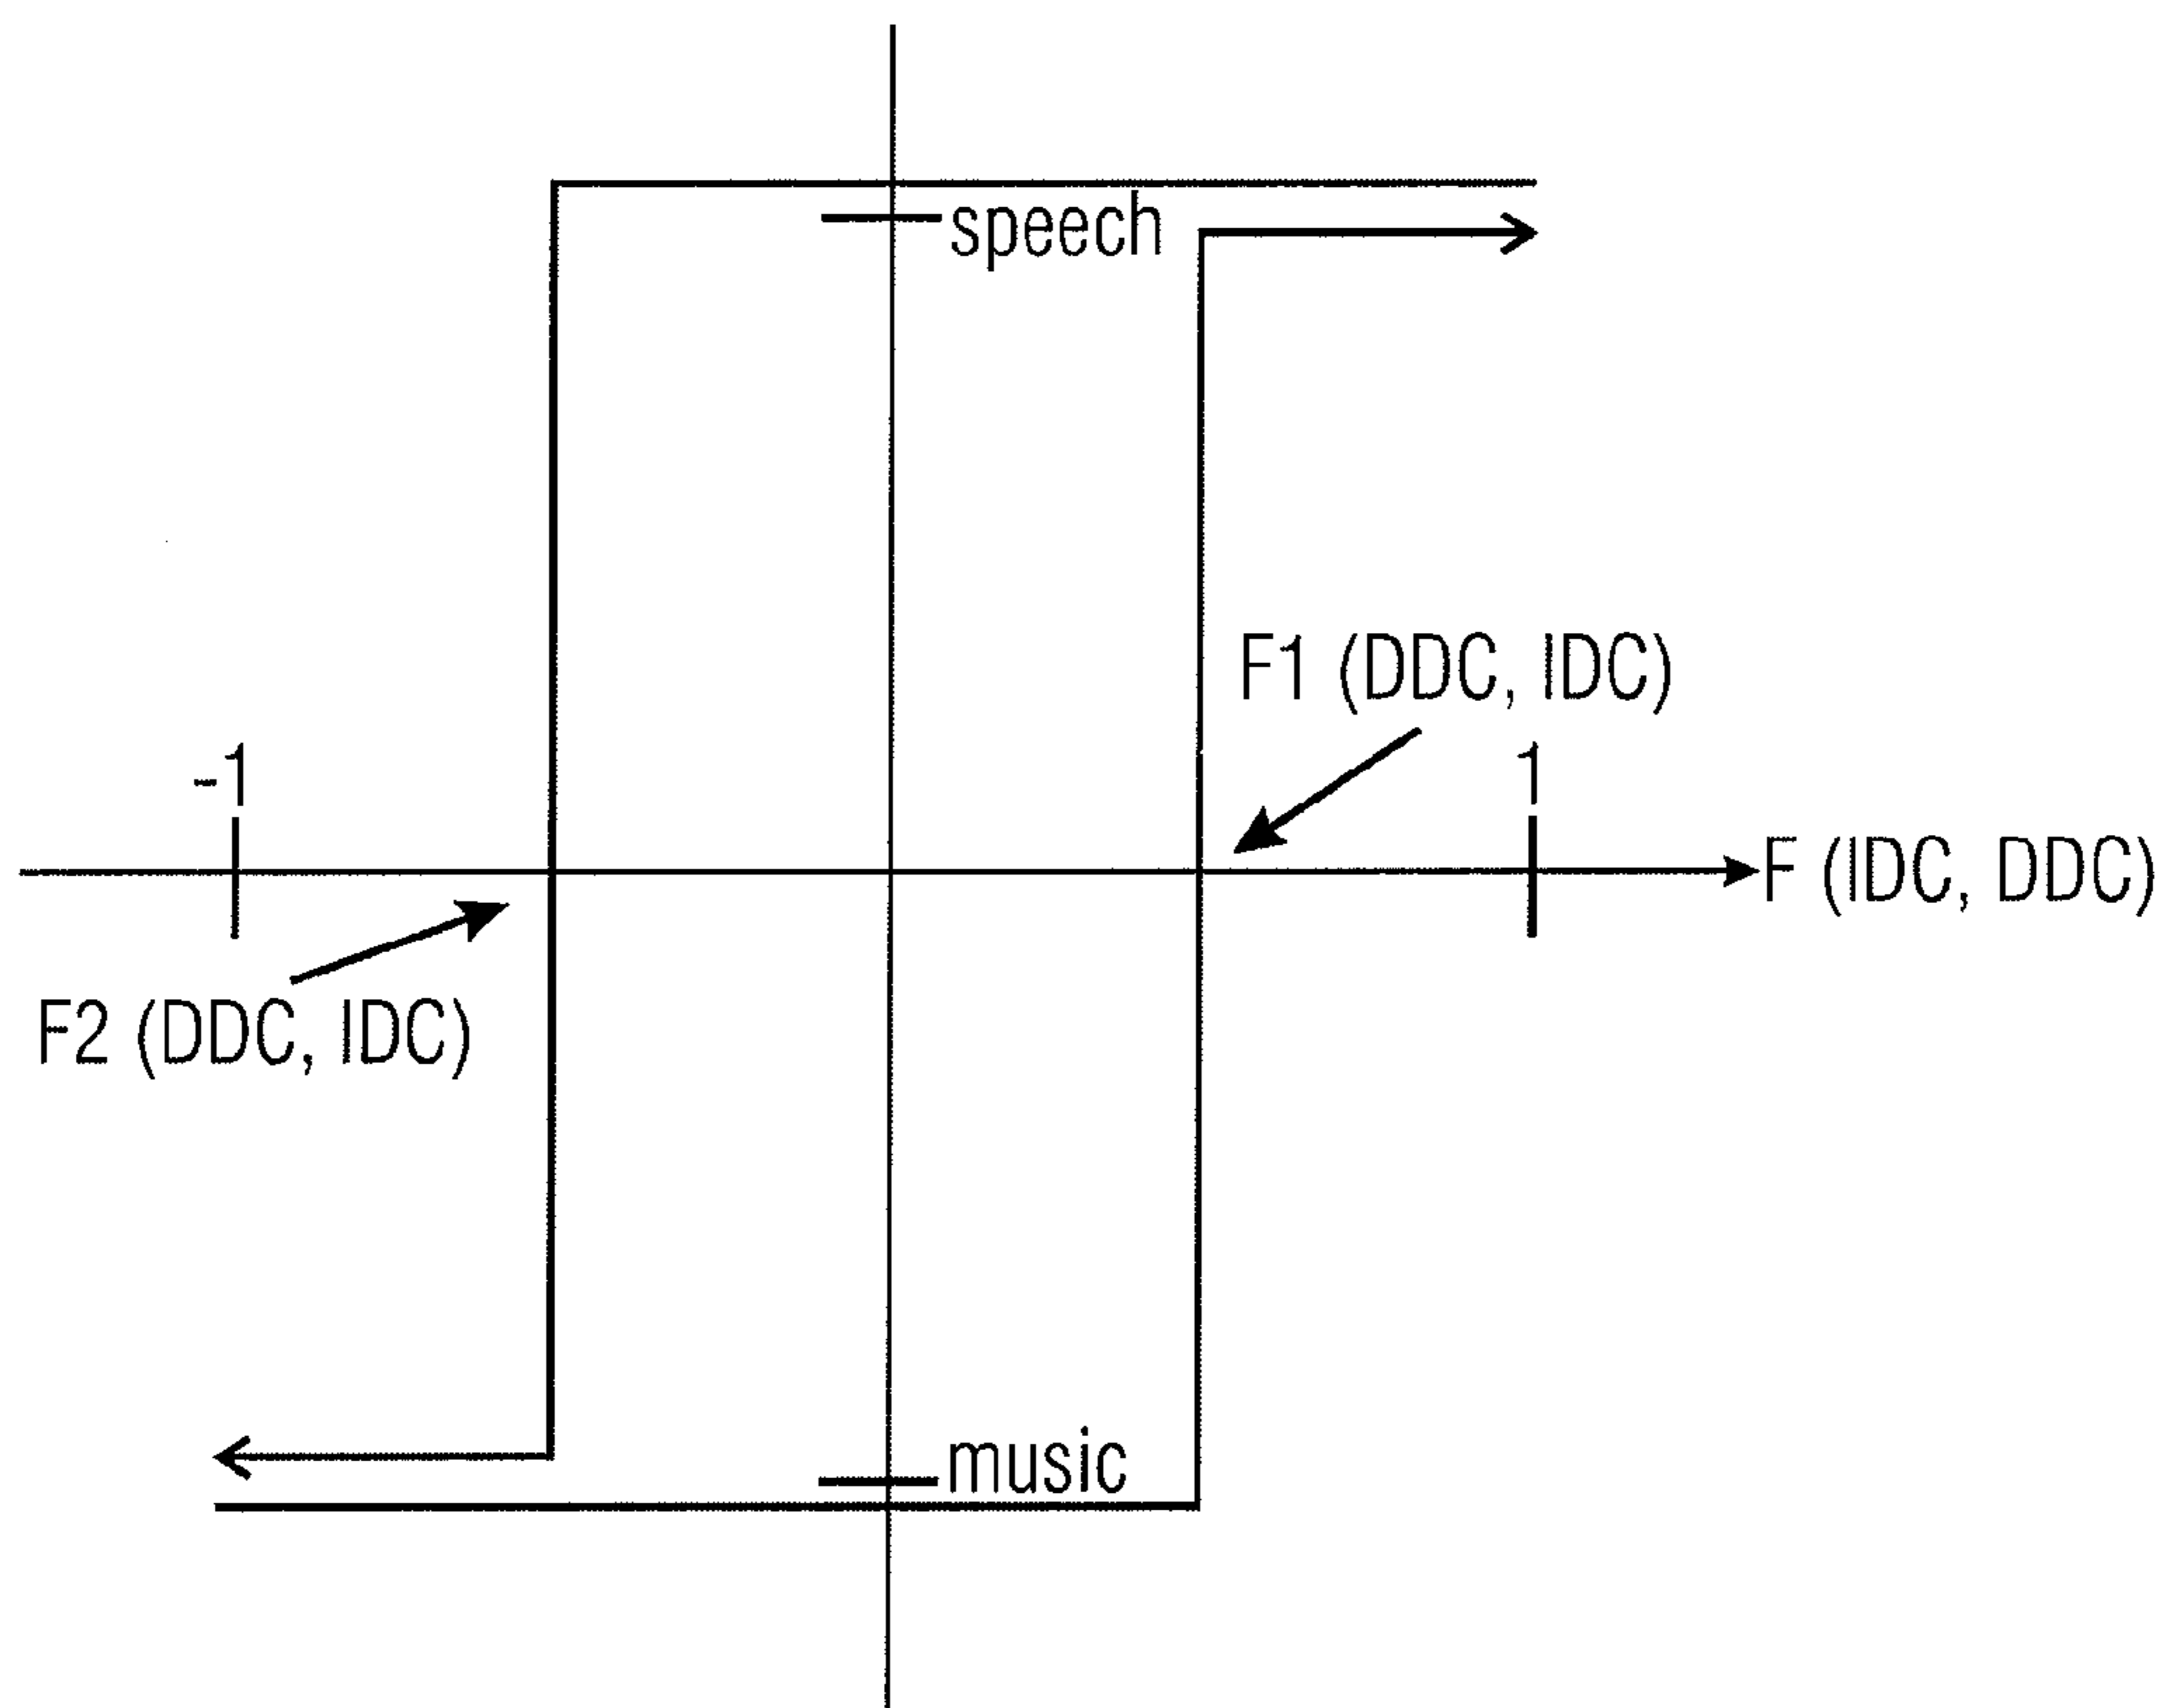 speech
F1 (DDC, IDC)
-1
1
F (IDC, DDC)
F2 (DDC, IDC)
music